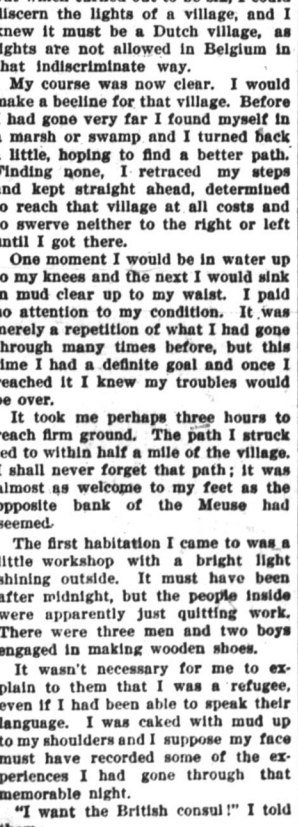 discern the lights of a village, and I
knew it must be a Dutch village, as
ights are not allowed in Belgium in
hat indiscriminate way.
My course was now clear. I would
nake a beeline for that village. Before
had gone very far I found myself in
marsh or swamp and I turned back
little, hoping to find a better path.
Finding none, I retraced my steps
and kept straight ahead, determined
o reach that village at all costs and
o swerve neither to the right or left
until I got there.
One moment I would be in water up
o my knees and the next I would sink
n mud clear up to my waist. I paid
no attention to my condition. It was
merely a repetition of what I had gone
hrough many times before, but this
ime I had a definite goal and once I
reached it I knew my troubles would
be over.
It took me perhaps three hours to
reach firm ground. The path I struck
led to within half a mile of the village.
I shall never forget that path; it was
almost as welcome to my feet as the
opposite bank of the Meuse had
seemed.
The first habitation I came to was a
little workshop with a bright light
shining outside. It must have been
after midnight, but the people inside
were apparently just quitting work.
There were three men and two boys
engaged in making wooden shoes.
It wasn't necessary for me to ex-
plain to them that I was a refugee,
even if I had been able to speak their
language. I was caked with mud up
to my shoulders and I suppose my face
must have recorded some of the ex-
periences I had gone through that
memorable night.
"I want the British consul!" I told